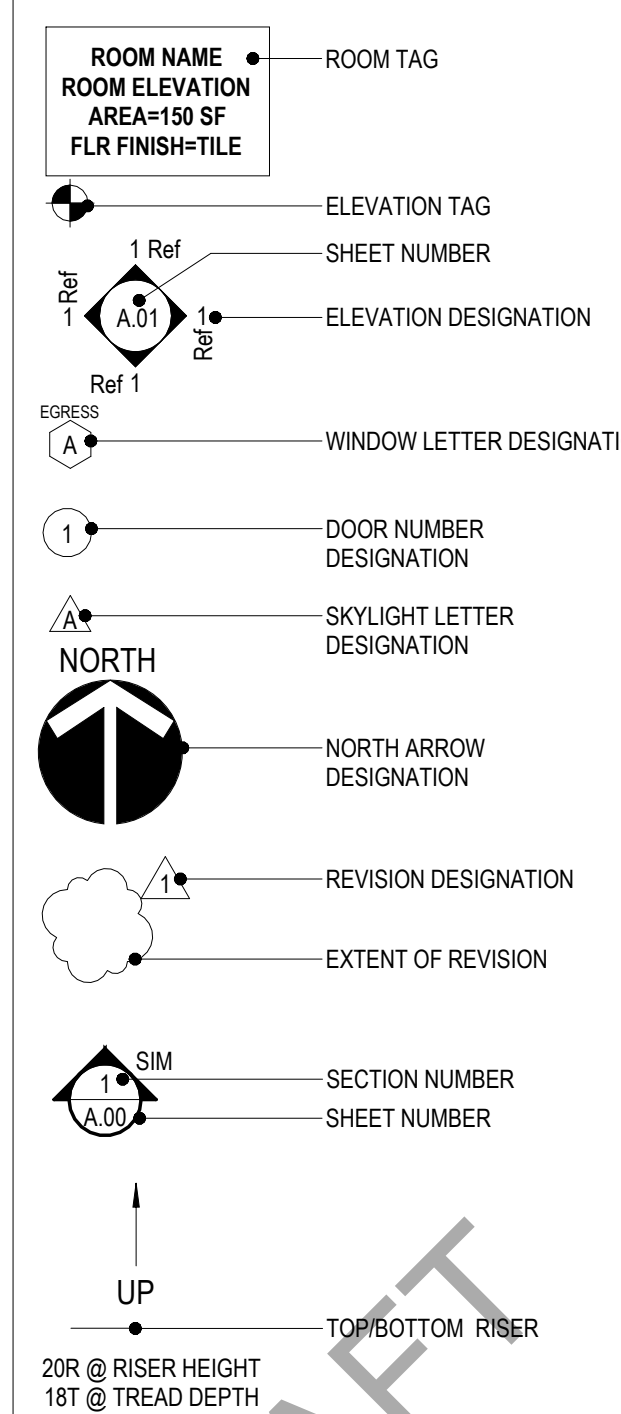 ROOM NAME
ROOM ELEVATION
AREA=150 SF
FLR FINISH=TILE
ROOM TAG
ELEVATION TAG
1 Ref
SHEET NUMBER
1 Ref
A.01
1 Ref
ELEVATION DESIGNATION
Ref 1
EGRESS
A
WINDOW LETTER DESIGNATI
1
DOOR NUMBER
DESIGNATION
A
SKYLIGHT LETTER
DESIGNATION
NORTH
NORTH ARROW
DESIGNATION
1
REVISION DESIGNATION
EXTENT OF REVISION
SIM
1
SECTION NUMBER
A.00
SHEET NUMBER
UP
TOP/BOTTOM RISER
20R @ RISER HEIGHT
18T @ TREAD DEPTH